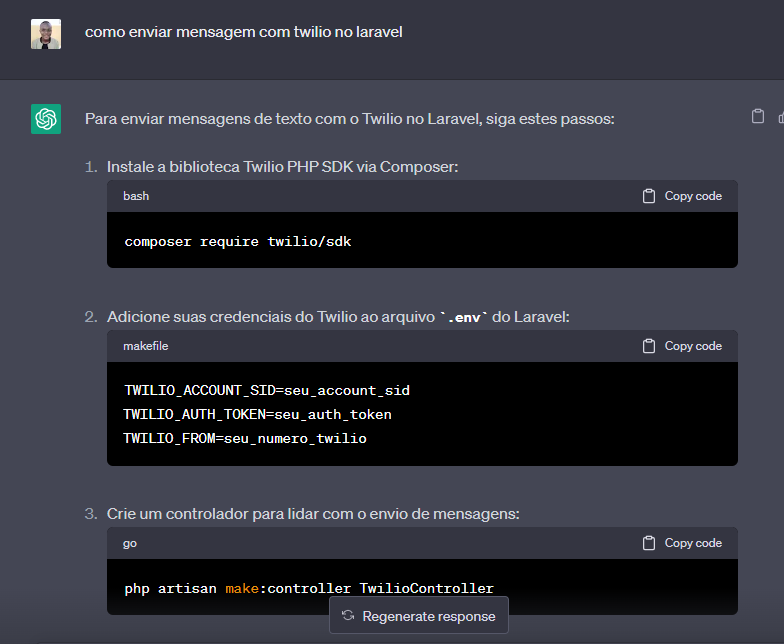 como enviar mensagem com twilio no laravel
Para enviar mensagens de texto com o Twilio no Laravel, siga estes passos:
1. Instale a biblioteca Twilio PHP SDK via Composer:
bash Copy code
composer require twilio/sdk
2. Adicione suas credenciais do Twilio ao arquivo `.env` do Laravel:
makefile Copy code
TWILIO_ACCOUNT_SID=seu_account_sid
TWILIO_AUTH_TOKEN=seu_auth_token
TWILIO_FROM=seu_numero_twilio
3. Crie um controlador para lidar com o envio de mensagens:
go Copy code
php artisan make:controller TwilioController
Regenerate response